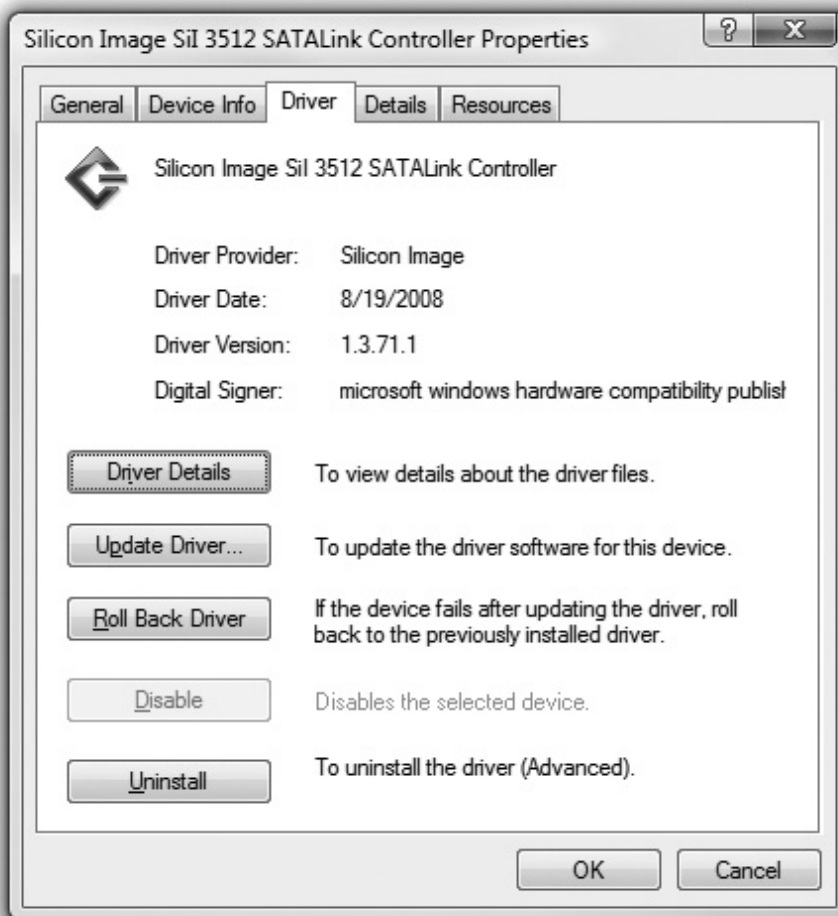 Silicon Image SiI 3512 SATALink Controller Properties
General Device Info Driver Details Resources
Silicon Image SiI 3512 SATALink Controller
Driver Provider: Silicon Image
Driver Date: 8/19/2008
Driver Version: 1.3.71.1
Digital Signer: microsoft windows hardware compatibility publish
Driver Details To view details about the driver files.
Update Driver... To update the driver software for this device.
Roll Back Driver If the device fails after updating the driver, roll
back to the previously installed driver.
Disable Disables the selected device.
Uninstall To uninstall the driver (Advanced).
OK Cancel